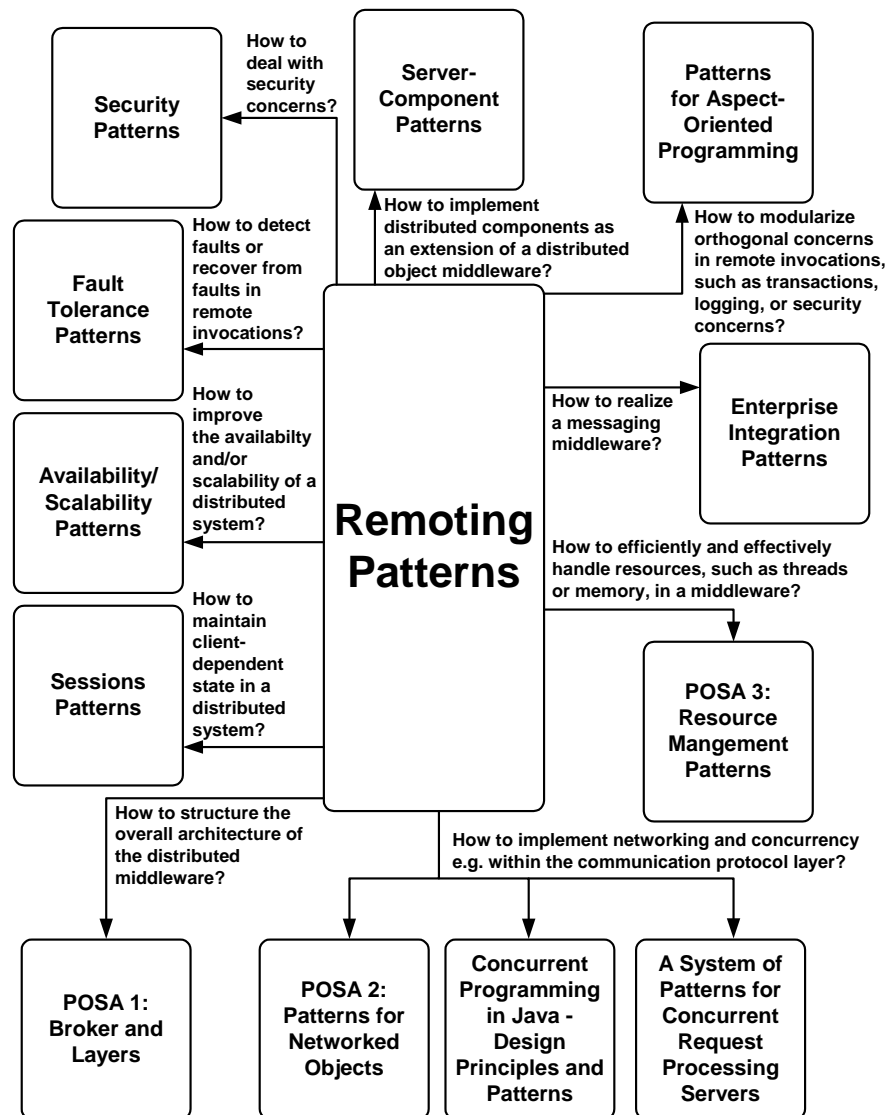 How to
deal with
security
concerns?
Security
Patterns
Server-
Component
Patterns
Patterns
for Aspect-
Oriented
Programming
How to implement
distributed components as
an extension of a distributed
object middleware?
How to modularize
orthogonal concerns
in remote invocations,
such as transactions,
logging, or security
concerns?
How to detect
faults or
recover from
faults in
remote
invocations?
Fault
Tolerance
Patterns
How to realize
a messaging
middleware?
Enterprise
Integration
Patterns
How to
improve
the availabilty
and/or
scalability of a
distributed
system?
Availability/
Scalability
Patterns
Remoting
Patterns
How to efficiently and effectively
handle resources, such as threads
or memory, in a middleware?
How to
maintain
client-
dependent
state in a
distributed
system?
Sessions
Patterns
POSA 3:
Resource
Mangement
Patterns
How to structure the
overall architecture of
the distributed
middleware?
How to implement networking and concurrency
e.g. within the communication protocol layer?
POSA 1:
Broker and
Layers
POSA 2:
Patterns for
Networked
Objects
Concurrent
Programming
in Java -
Design
Principles and
Patterns
A System of
Patterns for
Concurrent
Request
Processing
Servers